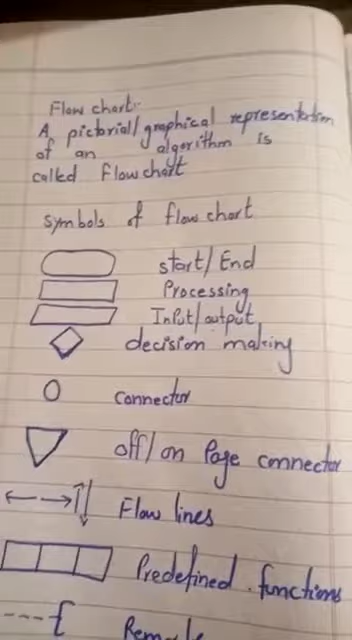 Flow chart.
A pictorial/graphical representation
of an algorithm is
called Flowchart
symbols of flow chart
start/End
Processing
Input/output
decision making
connector
off/on Page connector
Flow lines
Predefined functions